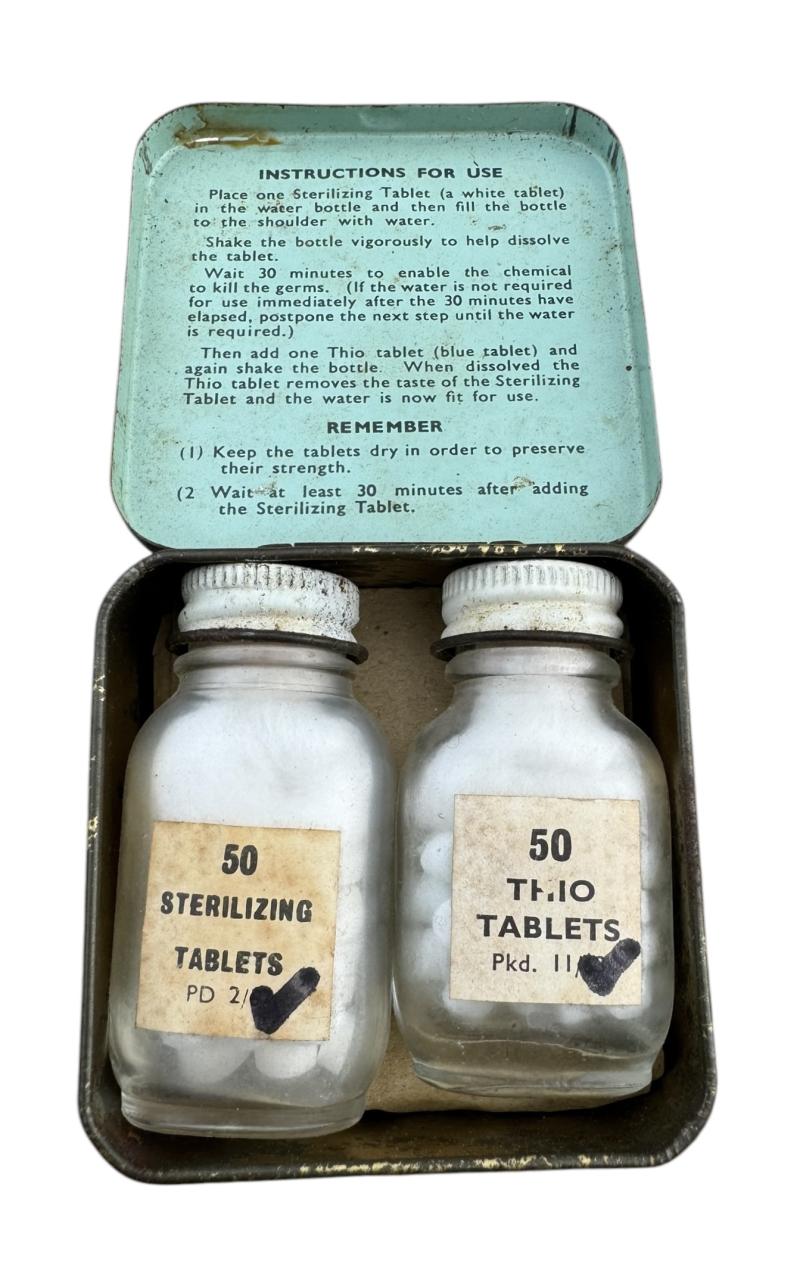 INSTRUCTIONS FOR USE
Place one Sterilizing Tablet (a white tablet)
in the water bottle and then fill the bottle
to the shoulder with water.
Shake the bottle vigorously to help dissolve
the tablet.
Wait 30 minutes to enable the chemical
to kill the germs. (If the water is not required
for use immediately after the 30 minutes have
elapsed, postpone the next step until the water
is required.)
Then add one Thio tablet (blue tablet) and
again shake the bottle. When dissolved the
Thio tablet removes the taste of the Sterilizing
Tablet and the water is now fit for use.
REMEMBER
(1) Keep the tablets dry in order to preserve
their strength.
(2 Wait at least 30 minutes after adding
the Sterilizing Tablet.
50
STERILIZING
TABLETS
PD 2/
50
THIO
TABLETS
Pkd. 11/